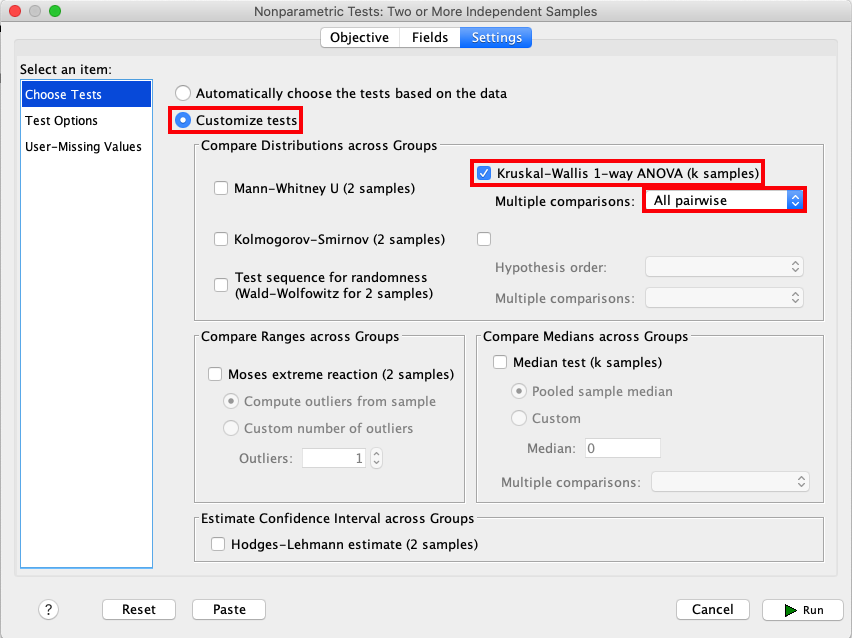 Nonparametric Tests: Two or More Independent Samples
Objective
Fields
Settings
Select an item:
Choose Tests
Test Options
User-Missing Values
Automatically choose the tests based on the data
Customize tests
Compare Distributions across Groups
Mann-Whitney U (2 samples)
Kruskal-Wallis 1-way ANOVA (k samples)
Multiple comparisons:
All pairwise
Kolmogorov-Smirnov (2 samples)
Test sequence for randomness
(Wald-Wolfowitz for 2 samples)
Hypothesis order:
Multiple comparisons:
Compare Ranges across Groups
Moses extreme reaction (2 samples)
Compute outliers from sample
Custom number of outliers
Outliers:
1
Compare Medians across Groups
Median test (k samples)
Pooled sample median
Custom
Median:
0
Multiple comparisons:
Estimate Confidence Interval across Groups
Hodges-Lehmann estimate (2 samples)
?
Reset
Paste
Cancel
Run